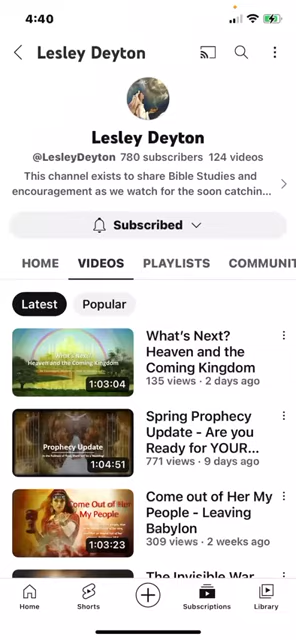 4:40
Lesley Deyton
Lesley Deyton
@LesleyDeyton 780 subscribers 124 videos
This channel exists to share Bible Studies and
encouragement as we watch for the soon catchin...
Subscribed
HOME VIDEOS PLAYLISTS COMMUNIT
Latest Popular
What's Next?
Heaven and the Coming Kingdom
1:03:04
What's Next?
Heaven and the
Coming Kingdom
135 views · 2 days ago
Prophecy Update
1:04:51
Spring Prophecy
Update - Are you
Ready for YOUR...
771 views · 9 days ago
Come Out of Her
My People
1:03:23
Come out of Her My
People - Leaving
Babylon
309 views · 2 weeks ago
The Invisible War
Home Shorts Subscriptions Library